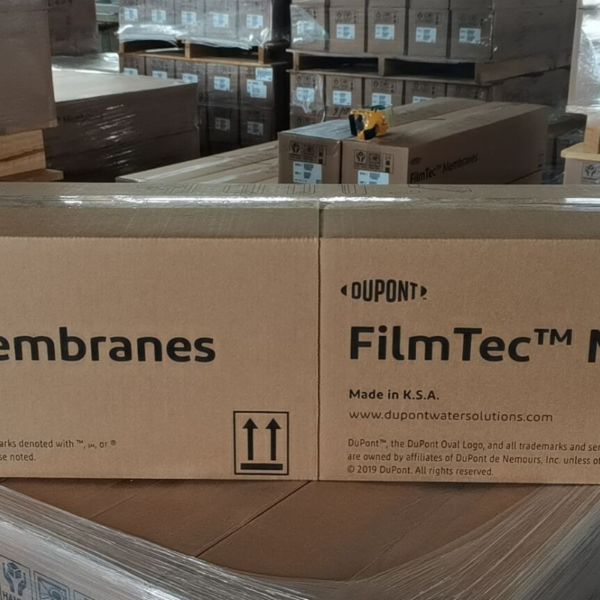 FilmTec™ Membranes
embranes
arks denoted with ™, ℠, or ®
se noted.
DUPONT
FilmTec™ M
Made in K.S.A.
www.dupontwatersolutions.com
DuPont™, the DuPont Oval Logo, and all trademarks and ser
are owned by affiliates of DuPont de Nemours, Inc. unless o
© 2019 DuPont. All rights reserved.